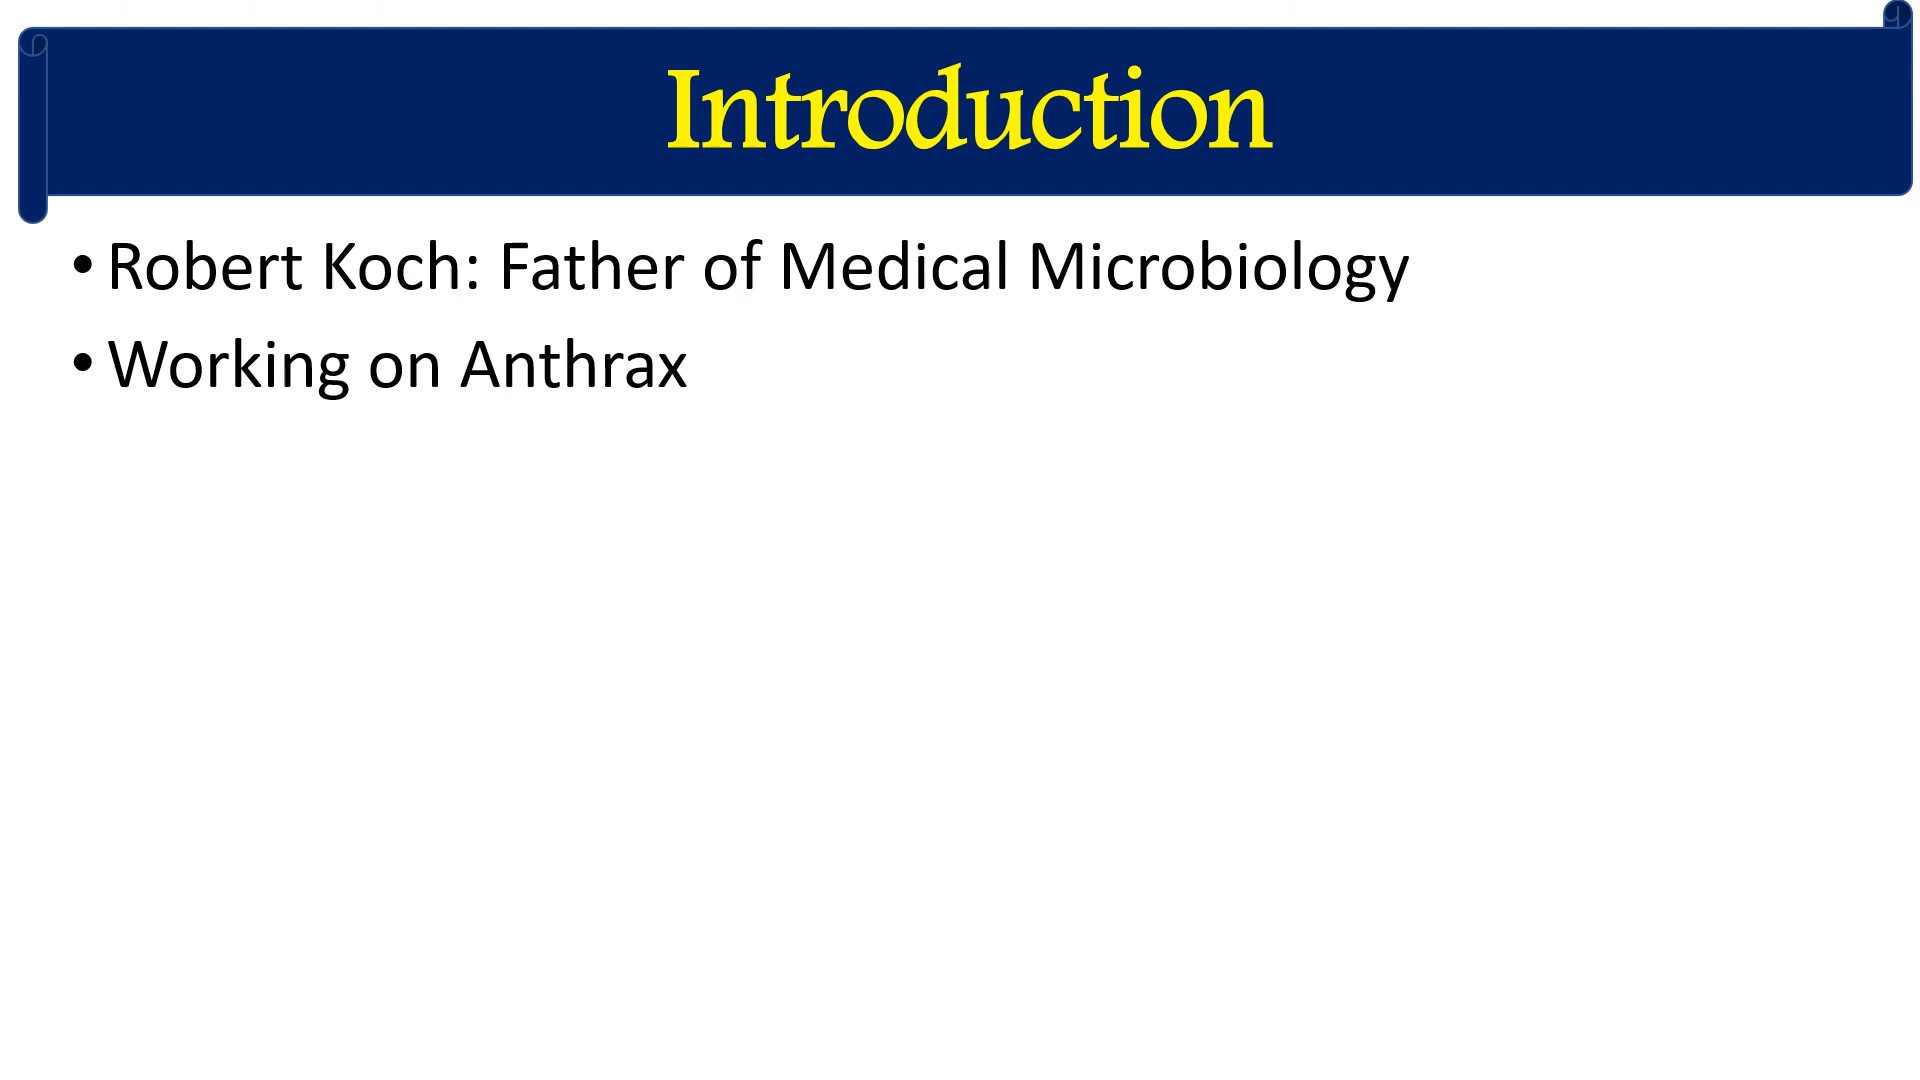 Introduction
• Robert Koch: Father of Medical Microbiology
• Working on Anthrax